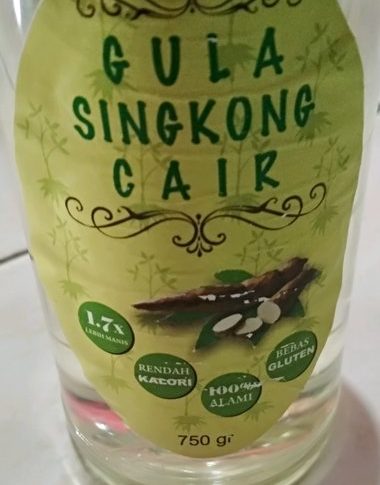 GULA
SINGKONG
CAIR
1.7x
LEBIH MANIS
RENDAH
KALORI
100%
ALAMI
BEBAS
GLUTEN
750 gr